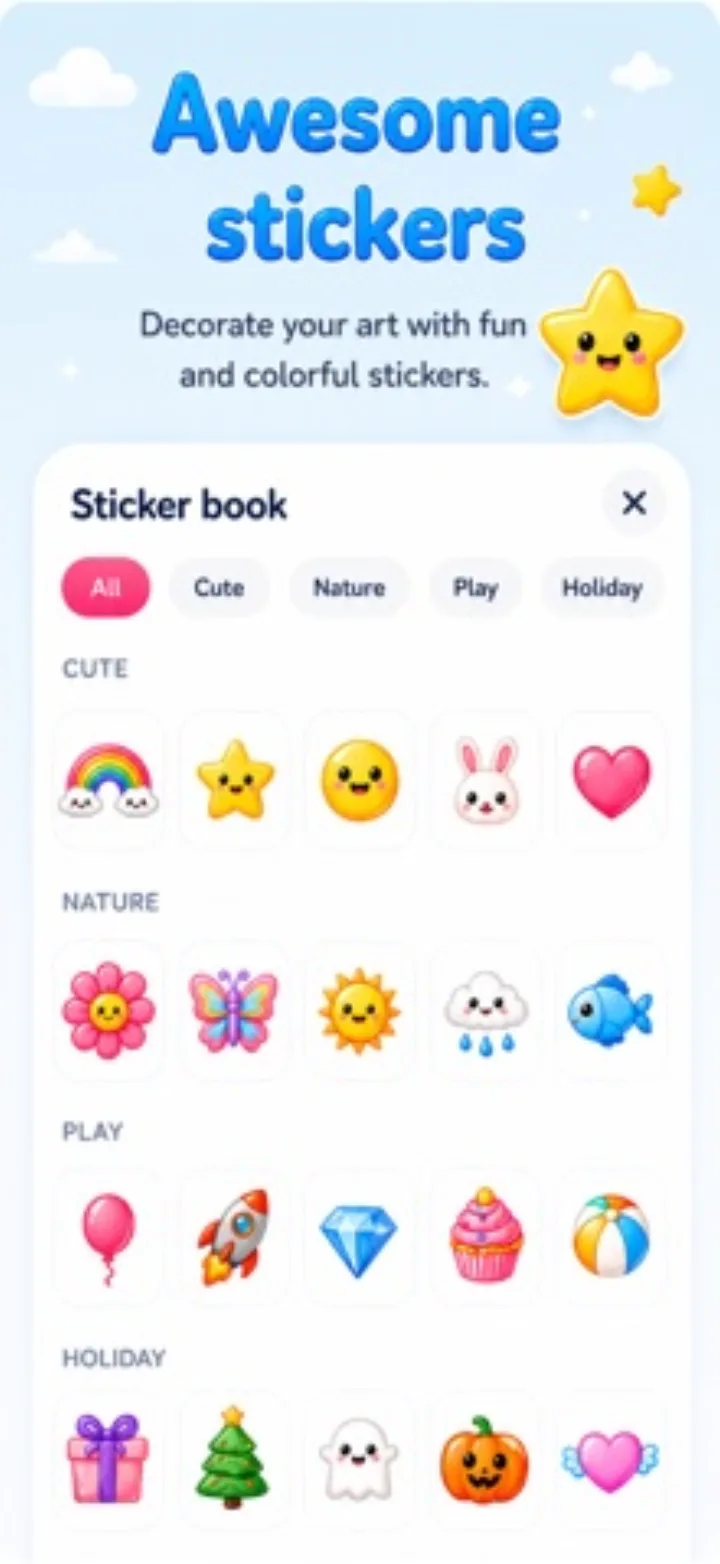 Awesome
stickers
Decorate your art with fun
and colorful stickers.
Sticker book
All Cute Nature Play Holiday
CUTE
NATURE
PLAY
HOLIDAY